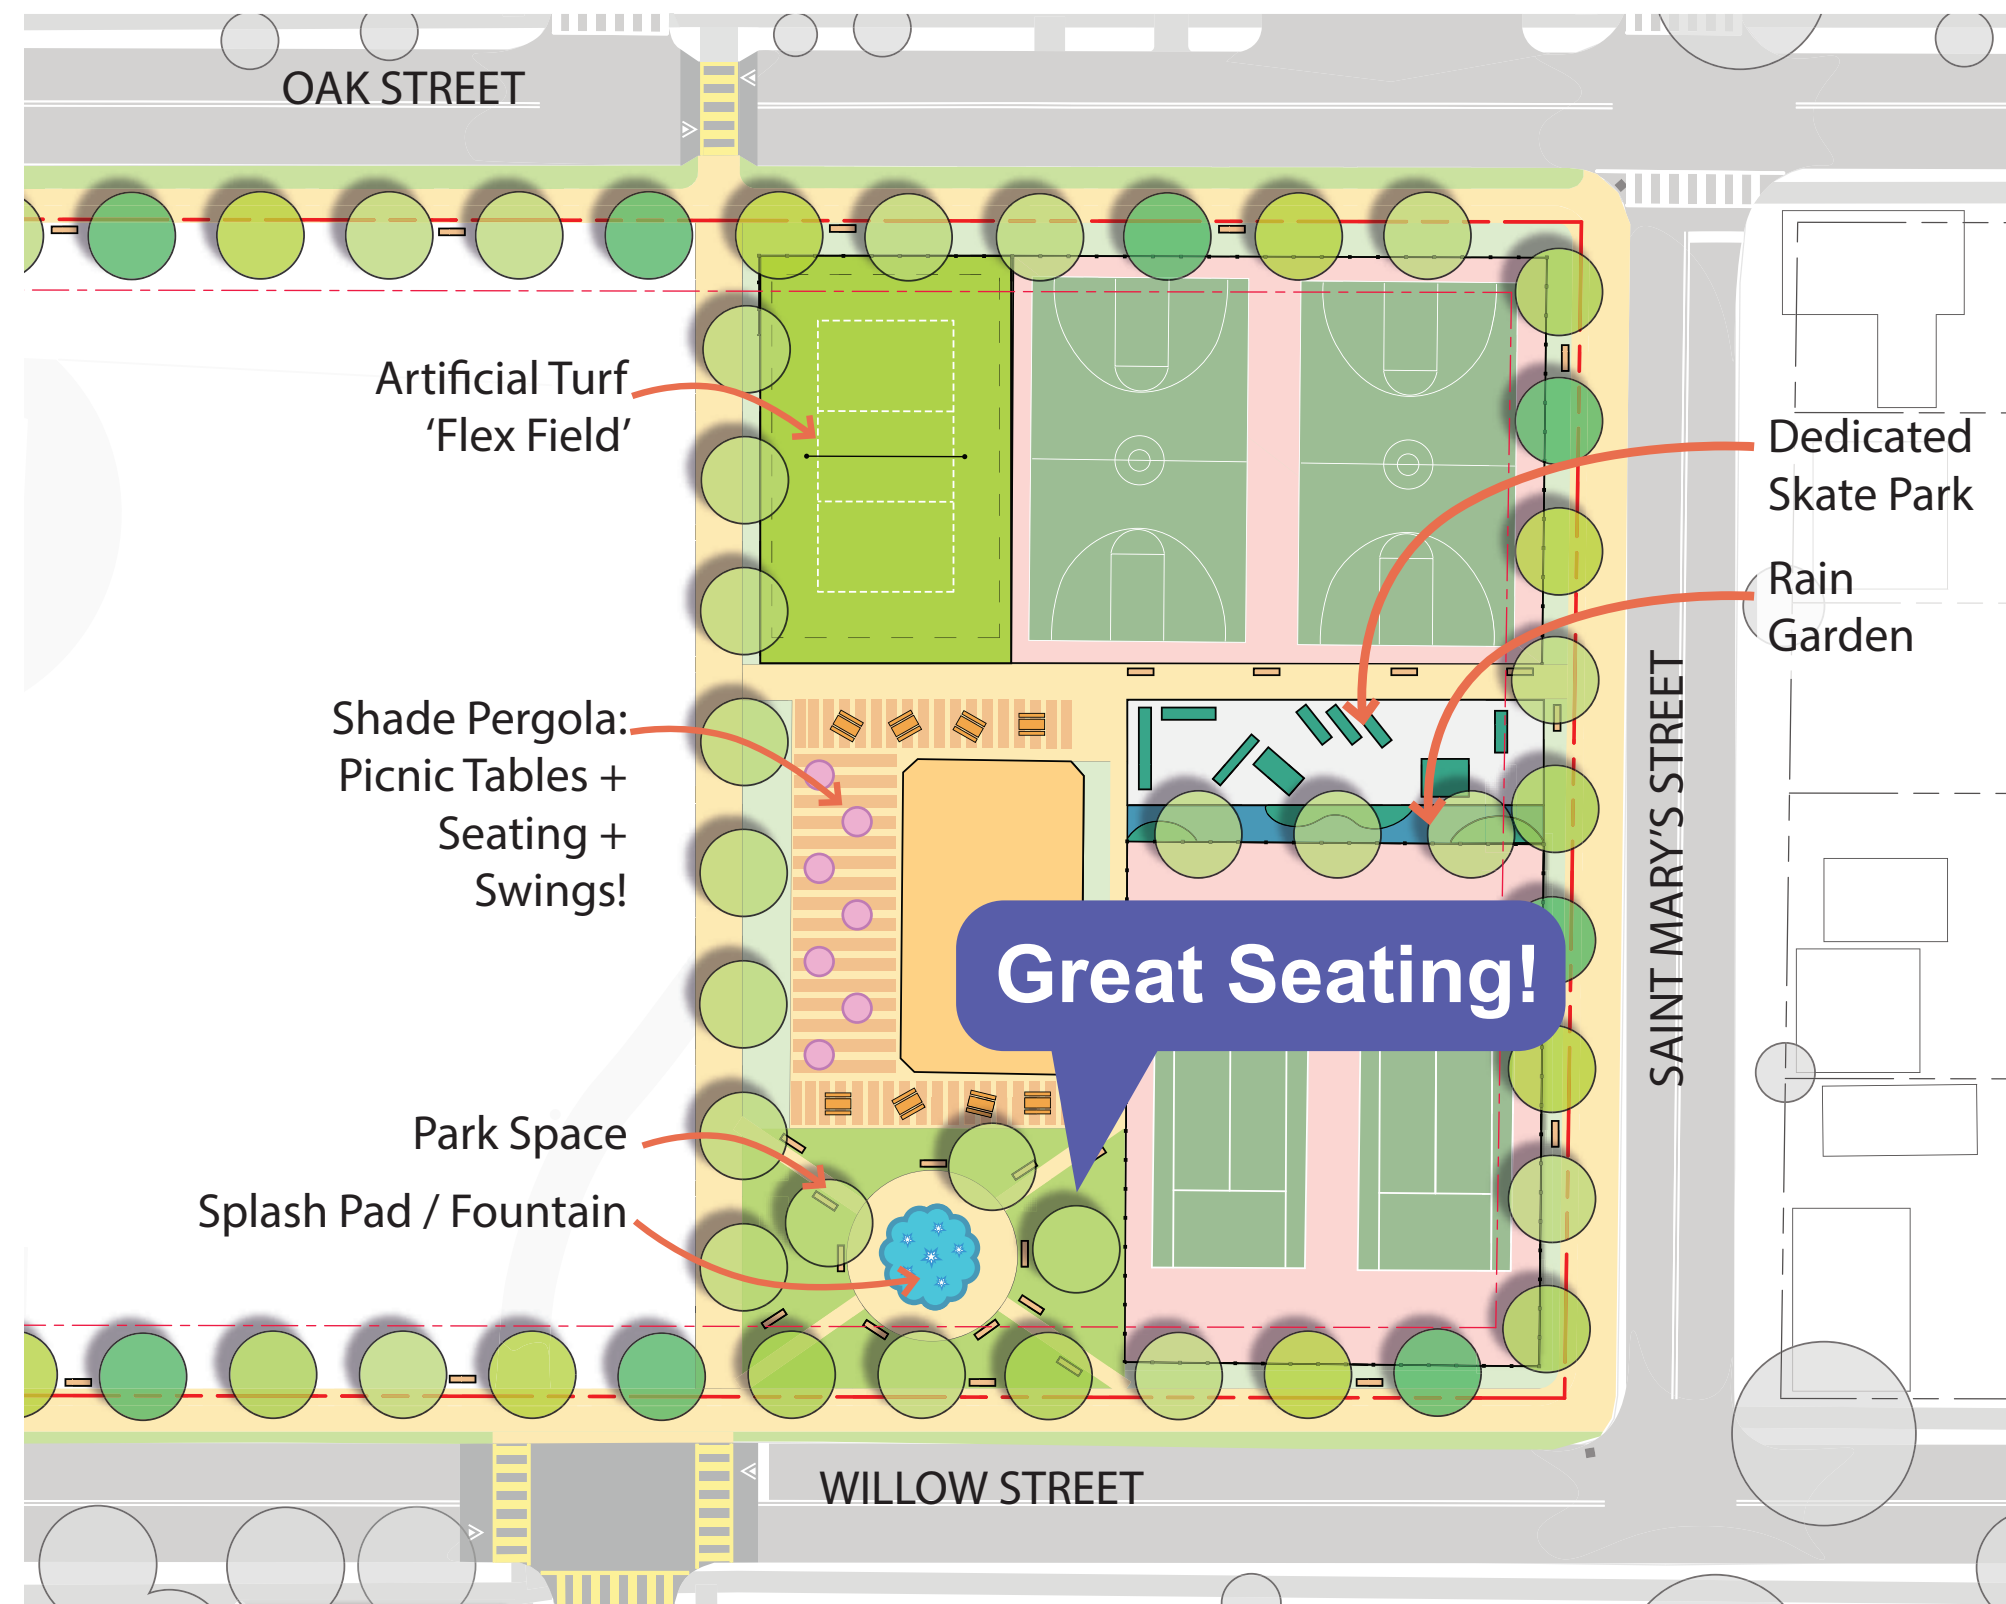 OAK STREET
Artificial Turf
‘Flex Field’
Dedicated
Skate Park
Rain
Garden
Shade Pergola:
Picnic Tables +
Seating +
Swings!
SAINT MARY’S STREET
Great Seating!
Park Space
Splash Pad / Fountain
WILLOW STREET